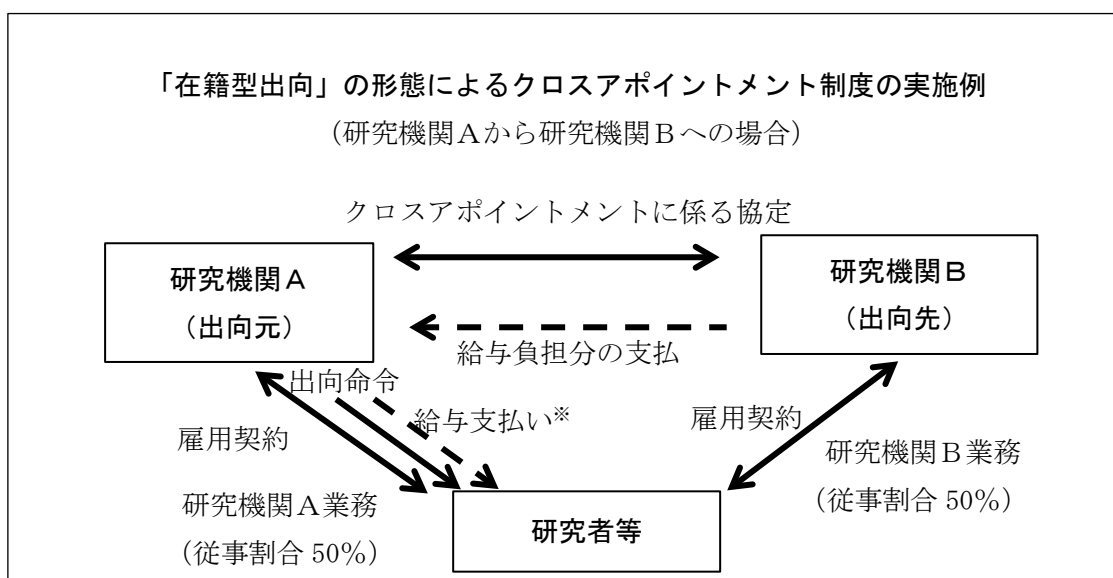 「在籍型出向」の形態によるクロスアポイントメント制度の実施例
（研究機関Ａから研究機関Ｂへの場合）
クロスアポイントメントに係る協定
研究機関Ａ
（出向元）
研究機関Ｂ
（出向先）
給与負担分の支払
出向命令
給与支払い※
雇用契約
雇用契約
研究機関Ａ業務
（従事割合 50％）
研究機関Ｂ業務
（従事割合 50％）
研究者等